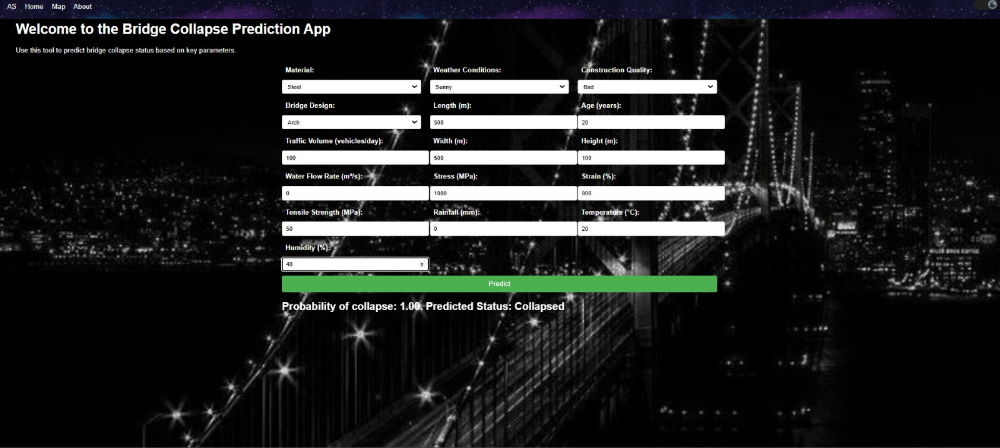 AS Home Map About
Welcome to the Bridge Collapse Prediction App
Use this tool to predict bridge collapse status based on key parameters.
Material: Weather Conditions: Construction Quality:
Steel Sunny Bad
Bridge Design: Length (m): Age (years):
Arch 500 20
Traffic Volume (vehicles/day): Width (m): Height (m):
100 500 100
Water Flow Rate (m³/s): Stress (MPa): Strain (%):
0 1000 900
Tensile Strength (MPa): Rainfall (mm): Temperature (°C):
50 0 20
Humidity (%):
40
Predict
Probability of collapse: 1.00. Predicted Status: Collapsed